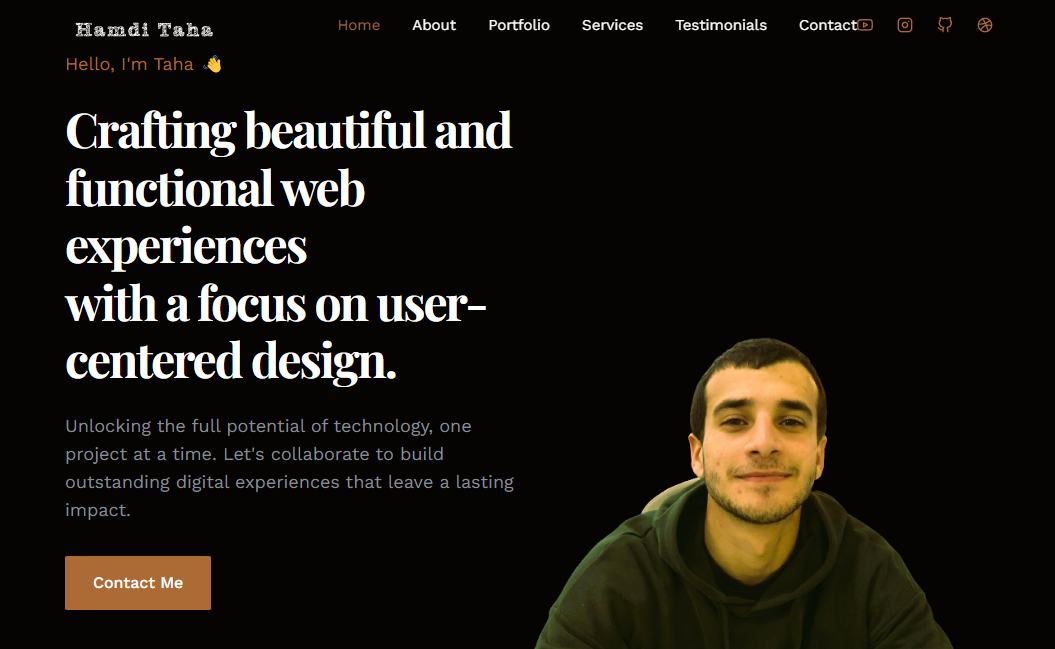 Hamdi Taha
Home About Portfolio Services Testimonials Contact
Hello, I'm Taha 👋
Crafting beautiful and
functional web
experiences
with a focus on user-
centered design.
Unlocking the full potential of technology, one
project at a time. Let's collaborate to build
outstanding digital experiences that leave a lasting
impact.
Contact Me